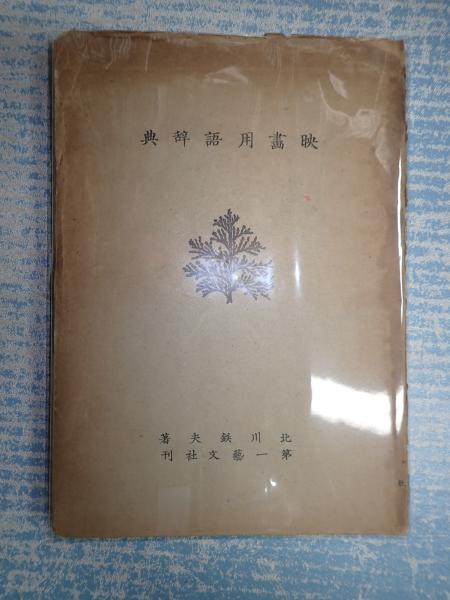 映畫用語辭典
北川鉄夫著
第一藝文社刊